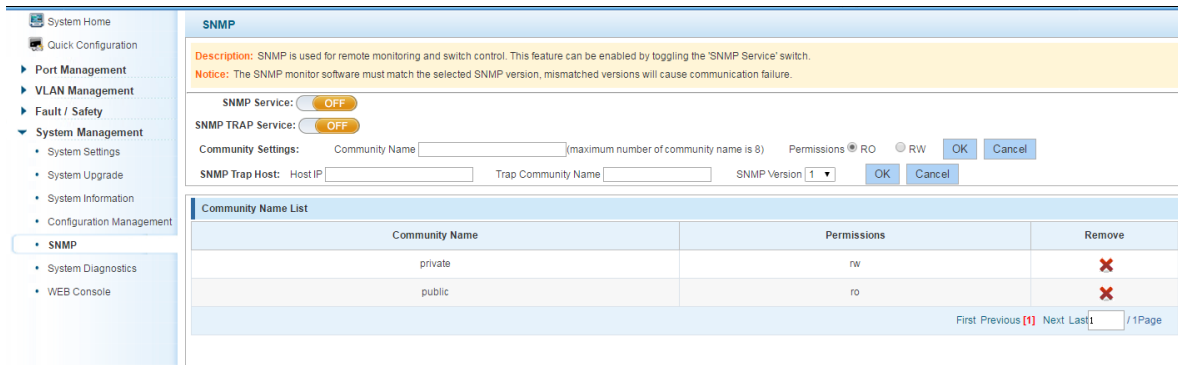 System Home
Quick Configuration
Port Management
VLAN Management
Fault / Safety
System Management
System Settings
System Upgrade
System Information
Configuration Management
SNMP
System Diagnostics
WEB Console
SNMP
Description: SNMP is used for remote monitoring and switch control. This feature can be enabled by toggling the 'SNMP Service' switch.
Notice: The SNMP monitor software must match the selected SNMP version, mismatched versions will cause communication failure.
SNMP Service: OFF
SNMP TRAP Service: OFF
Community Settings: Community Name (maximum number of community name is 8) Permissions RO RW OK Cancel
SNMP Trap Host: Host IP Trap Community Name SNMP Version 1 OK Cancel
Community Name List
Community Name Permissions Remove
private rw
public ro
First Previous [1] Next Last 1 / 1Page